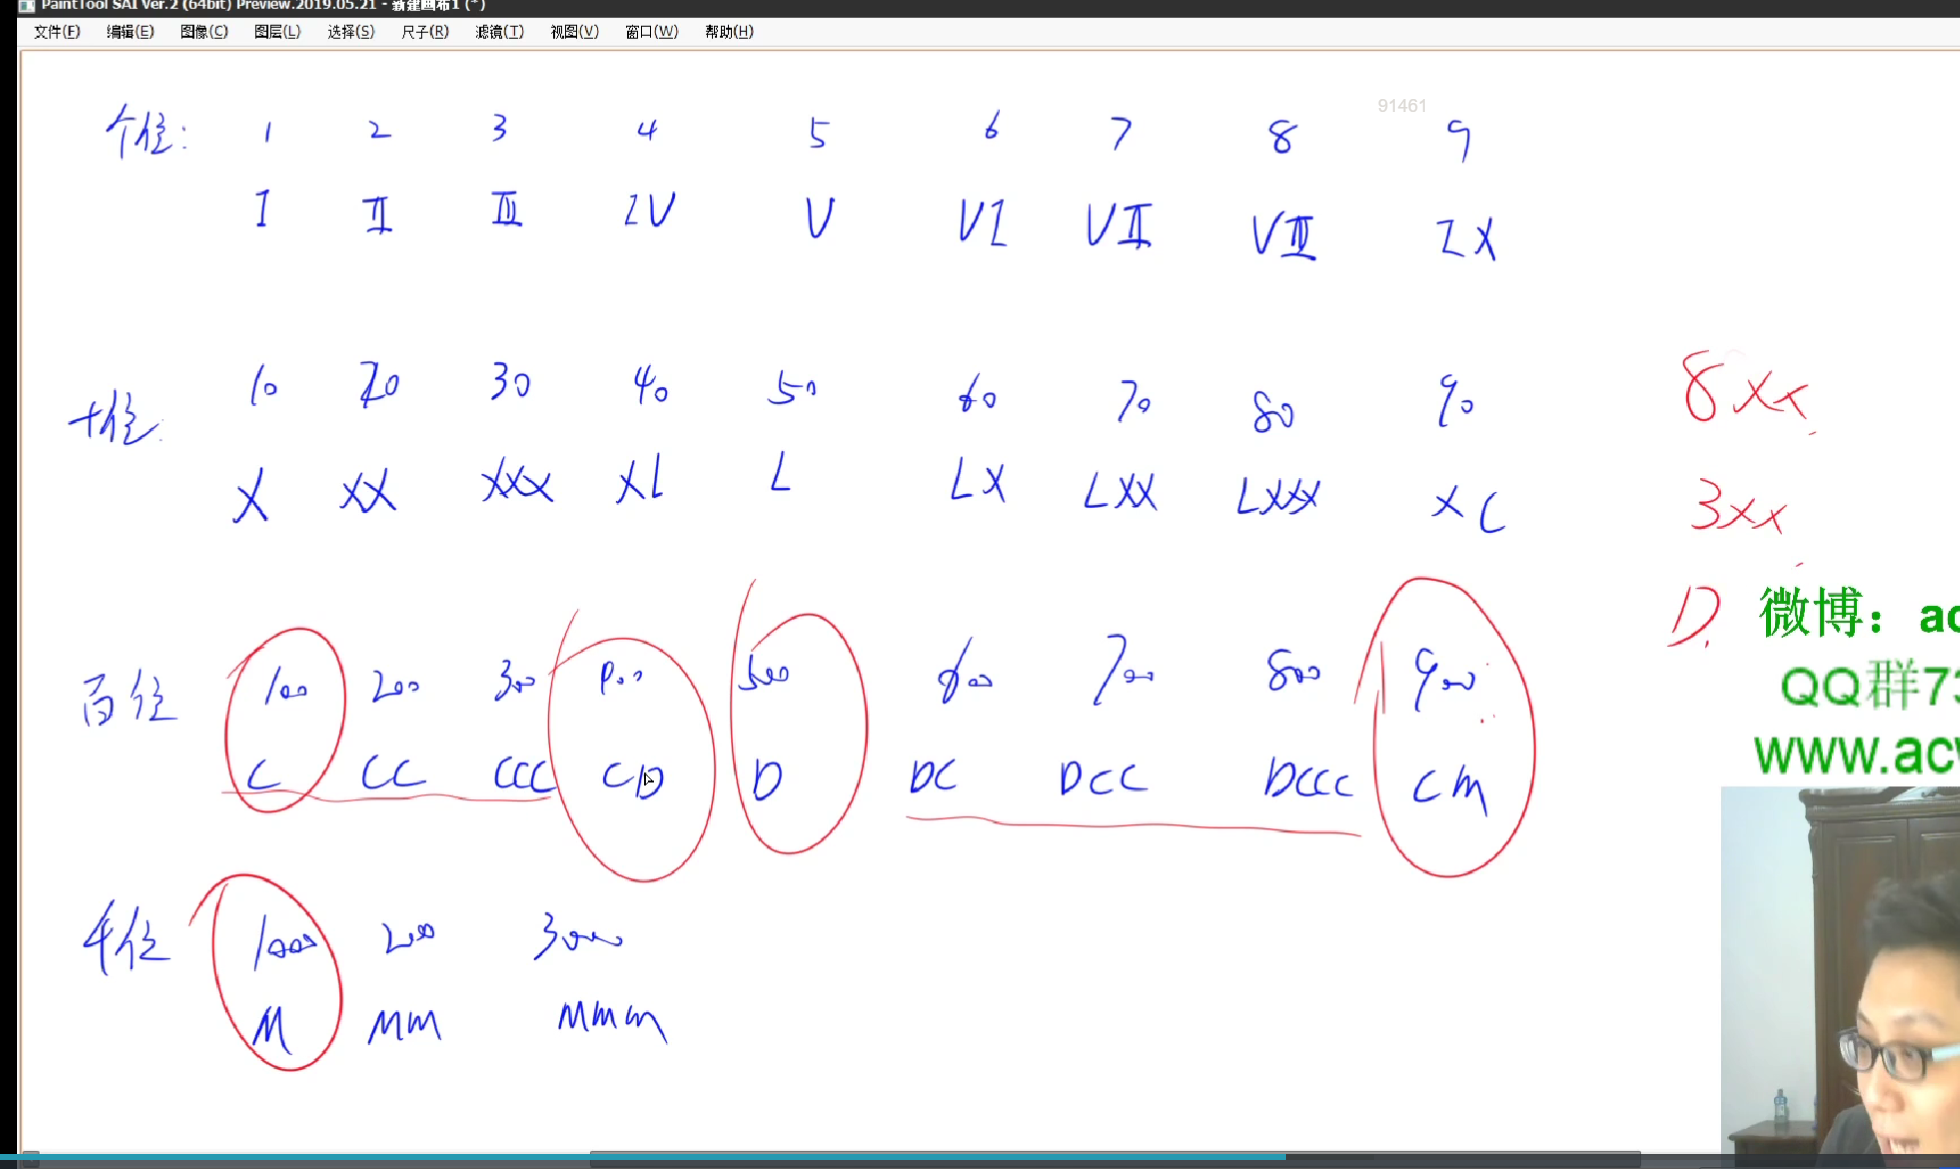 PaintTool SAI Ver.2 (64bit) Preview.2019.05.21 - 新建画布1 (*)
文件(F) 编辑(E) 图像(C) 图层(L) 选择(S) 尺子(R) 滤镜(T) 视图(V) 窗口(W) 帮助(H)
91461
个位: 1 2 3 4 5 6 7 8 9
I II III IV V VI VII VIII IX
十位: 10 20 30 40 50 60 70 80 90
X XX XXX XL L LX LXX LXXX XC
8xx
3xx
D
百位 100 200 300 400 500 600 700 800 900
C CC CCC CD D DC DCC DCCC CM
千位 1000 200 3000
M MM MMM
微博：ac
QQ群73
www.ac